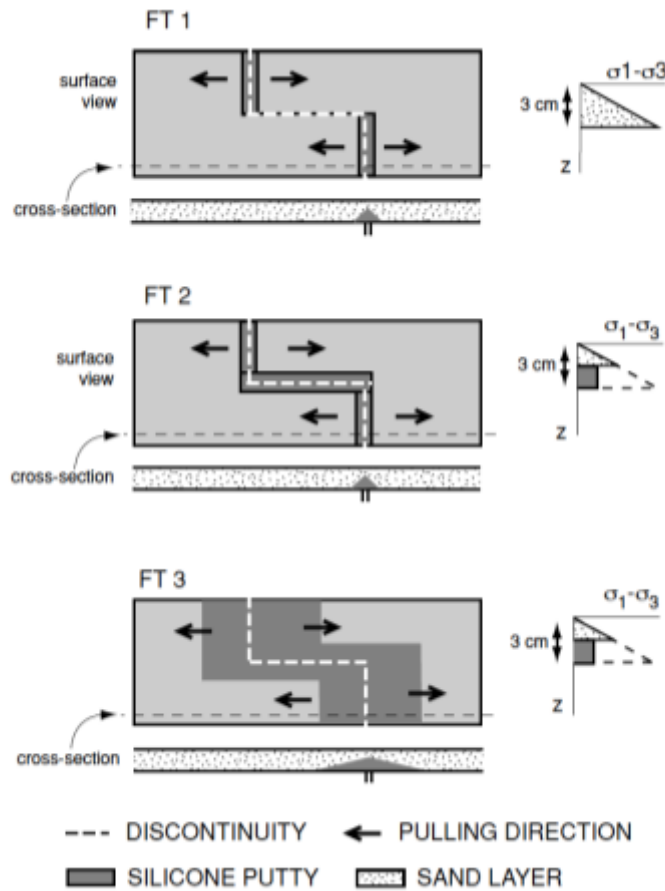 FT 1
surface
view
σ1-σ3
3 cm
z
cross-section
FT 2
surface
view
σ₁-σ₃
3 cm
z
cross-section
FT 3
σ₁-σ₃
3 cm
z
cross-section
DISCONTINUITY
PULLING DIRECTION
SILICONE PUTTY
SAND LAYER